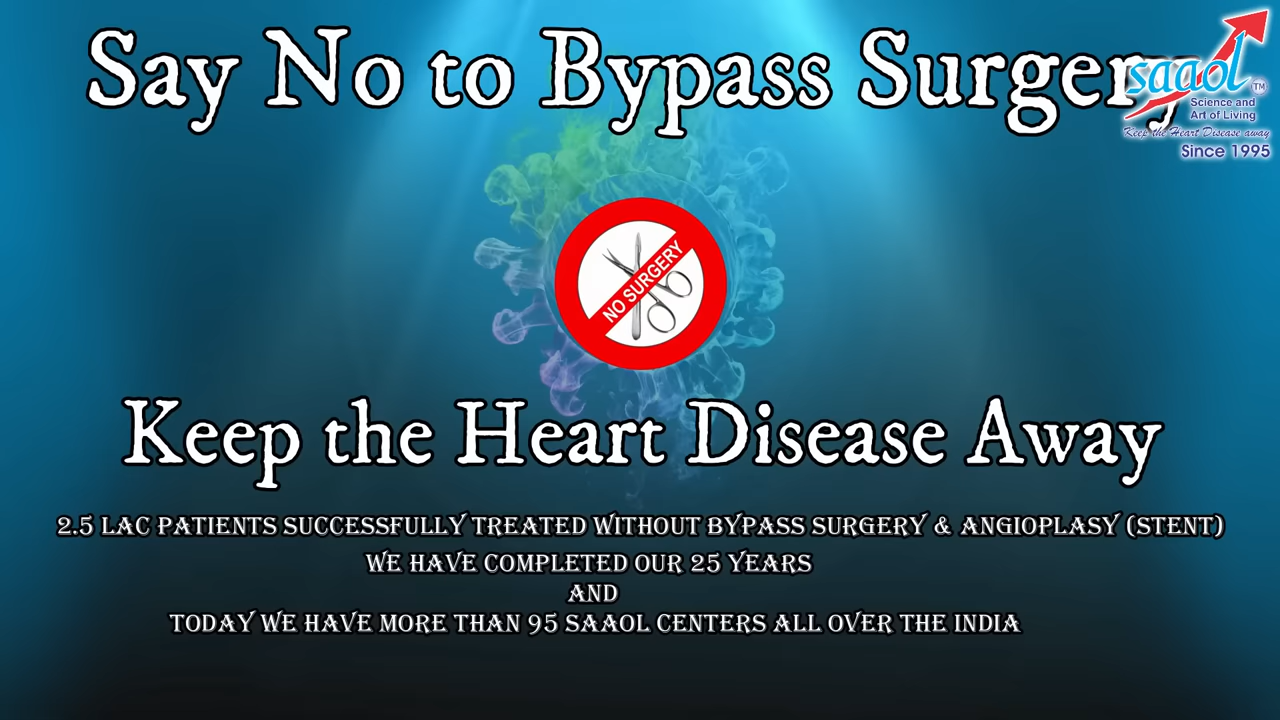 Say No to Bypass Surgery
saaol TM
Science and
Art of Living
Keep the Heart Disease away
Since 1995
NO SURGERY
Keep the Heart Disease Away
2.5 LAC PATIENTS SUCCESSFULLY TREATED WITHOUT BYPASS SURGERY & ANGIOPLASY (STENT)
WE HAVE COMPLETED OUR 25 YEARS
AND
TODAY WE HAVE MORE THAN 95 SAAOL CENTERS ALL OVER THE INDIA